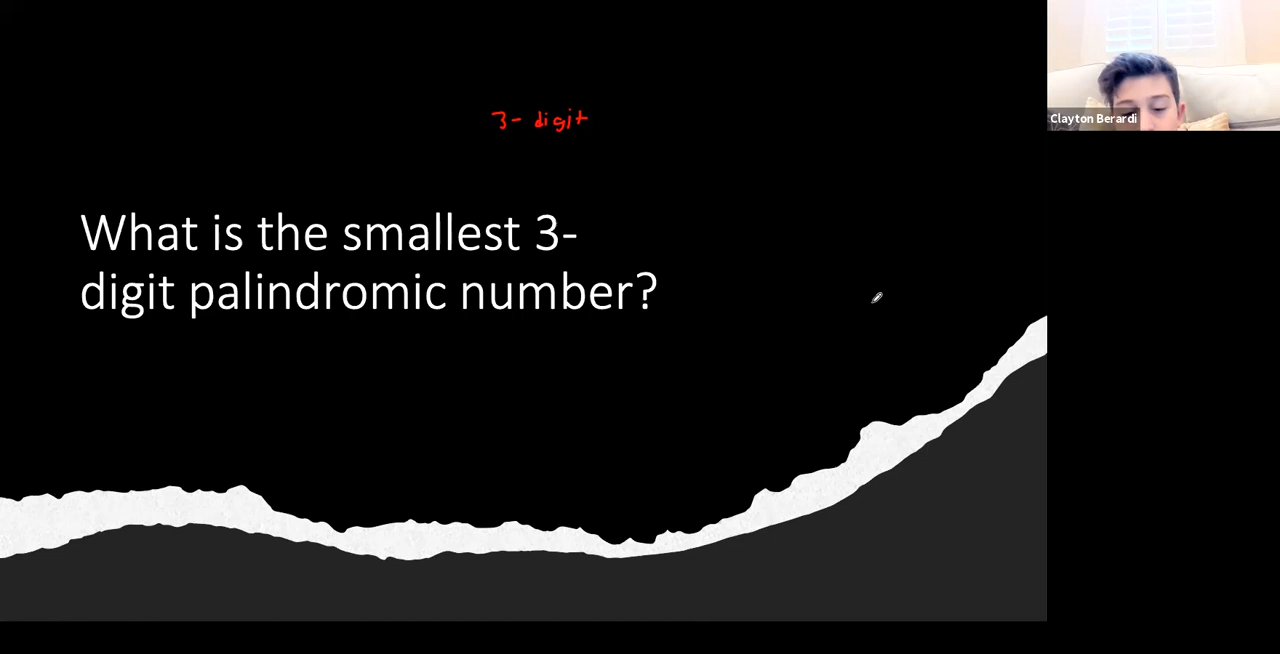 3- digit
What is the smallest 3-
digit palindromic number?
Clayton Berardi